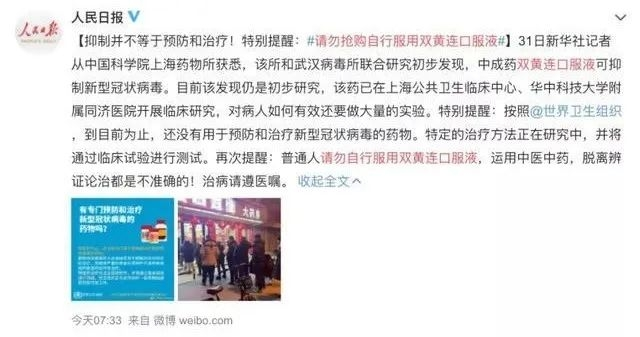 人民日报
人民日报
【抑制并不等于预防和治疗！特别提醒：#请勿抢购自行服用双黄连口服液#】31日新华社记者
从中国科学院上海药物所获悉，该所和武汉病毒所联合研究初步发现，中成药双黄连口服液可抑
制新型冠状病毒。目前该发现仍是初步研究，该药已在上海公共卫生临床中心、华中科技大学附
属同济医院开展临床研究，对病人如何有效还要做大量的实验。特别提醒：按照@世界卫生组织
，到目前为止，还没有用于预防和治疗新型冠状病毒的药物。特定的治疗方法正在研究中，并将
通过临床试验进行测试。再次提醒：普通人请勿自行服用双黄连口服液，运用中医中药，脱离辨
证论治都是不准确的！治病请遵医嘱。 收起全文
有专门预防和治疗
新型冠状病毒的
药物吗？
大药房
今天07:33 来自 微博 weibo.com